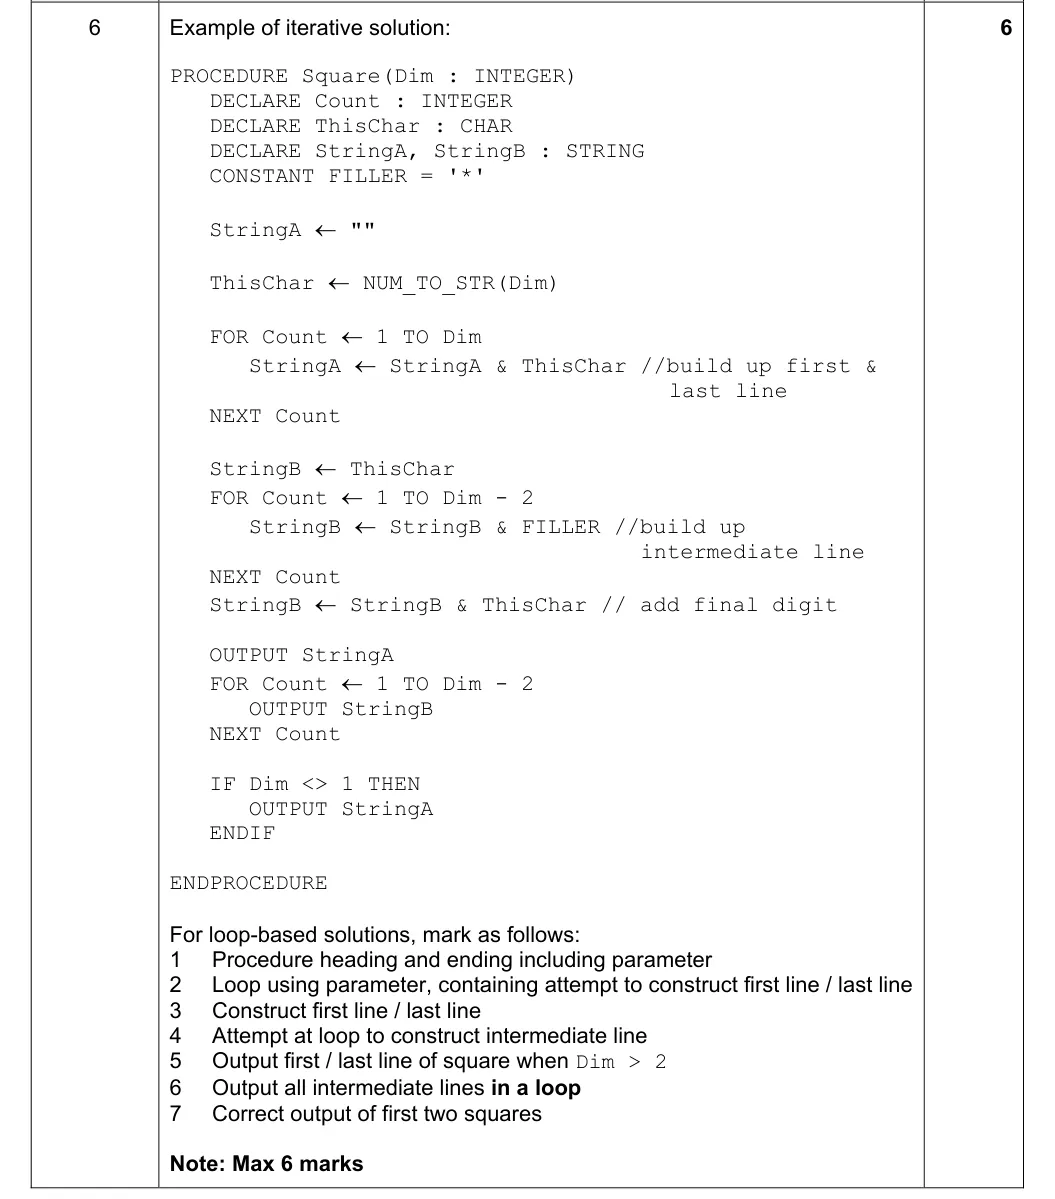 6 Example of iterative solution: 6
PROCEDURE Square(Dim : INTEGER)
DECLARE Count : INTEGER
DECLARE ThisChar : CHAR
DECLARE StringA, StringB : STRING
CONSTANT FILLER = '*'
StringA ← ""
ThisChar ← NUM_TO_STR(Dim)
FOR Count ← 1 TO Dim
StringA ← StringA & ThisChar //build up first &
last line
NEXT Count
StringB ← ThisChar
FOR Count ← 1 TO Dim - 2
StringB ← StringB & FILLER //build up
intermediate line
NEXT Count
StringB ← StringB & ThisChar // add final digit
OUTPUT StringA
FOR Count ← 1 TO Dim - 2
OUTPUT StringB
NEXT Count
IF Dim <> 1 THEN
OUTPUT StringA
ENDIF
ENDPROCEDURE
For loop-based solutions, mark as follows:
1 Procedure heading and ending including parameter
2 Loop using parameter, containing attempt to construct first line / last line
3 Construct first line / last line
4 Attempt at loop to construct intermediate line
5 Output first / last line of square when Dim > 2
6 Output all intermediate lines in a loop
7 Correct output of first two squares
Note: Max 6 marks